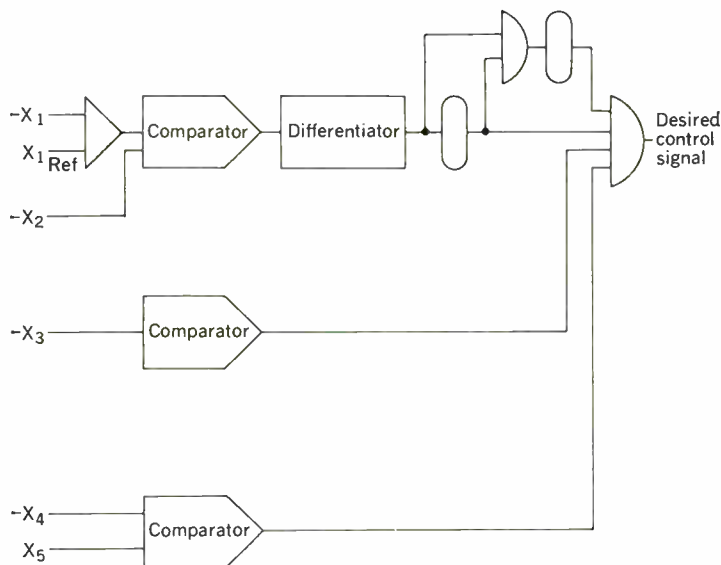 -X1
X1 Ref
-X2
Comparator
Differentiator
Desired
control
signal
-X3
Comparator
-X4
X5
Comparator